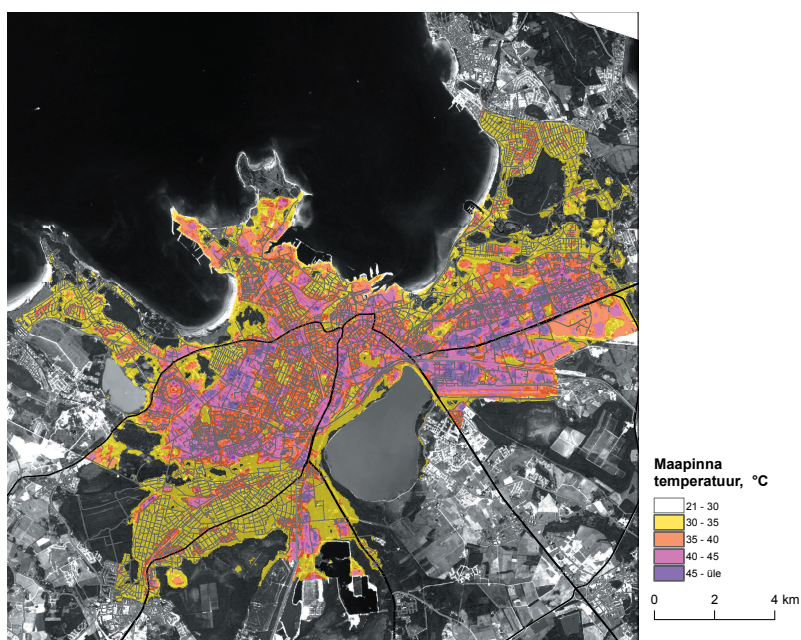 Maapinna
temperatuur, °C
21 - 30
30 - 35
35 - 40
40 - 45
45 - üle
0 2 4 km